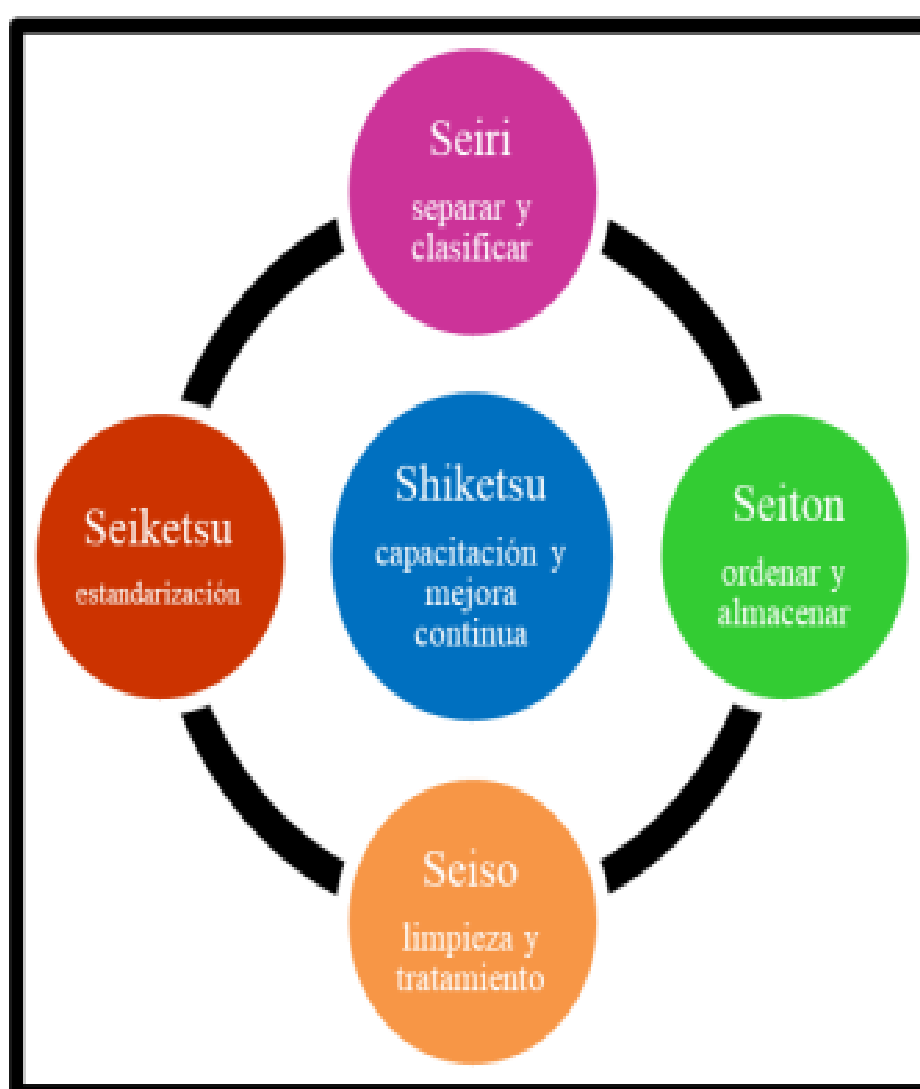 Seiri
separar y
clasificar
Seiketsu
estandarización
Shiketsu
capacitación y
mejora
continua
Seiton
ordenar y
almacenar
Seiso
limpieza y
tratamiento